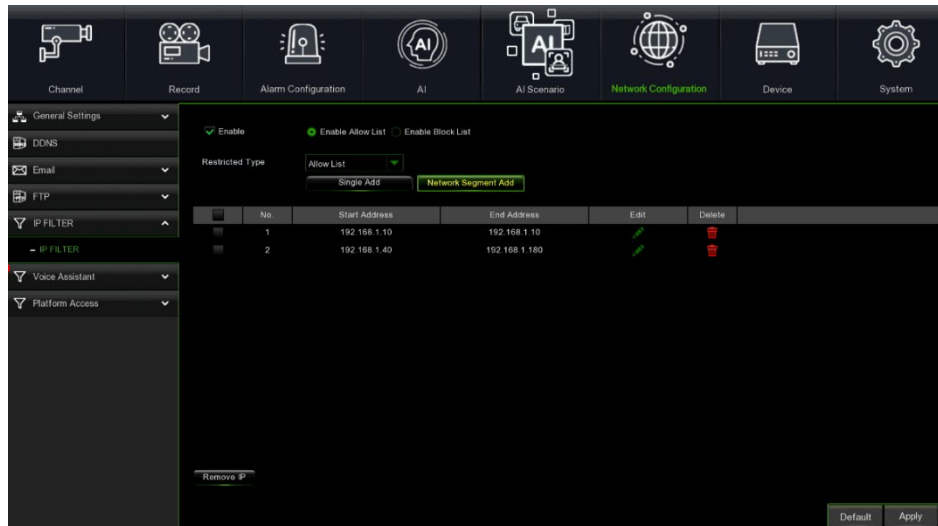 Channel Record Alarm Configuration AI AI Scenario Network Configuration Device System
General Settings
DDNS
Email
FTP
IP FILTER
– IP FILTER
Voice Assistant
Platform Access
Enable Enable Allow List Enable Block List
Restricted Type Allow List
Single Add Network Segment Add
No. Start Address End Address Edit Delete
1 192.168.1.10 192.168.1.10
2 192.168.1.40 192.168.1.180
Remove IP
Default Apply